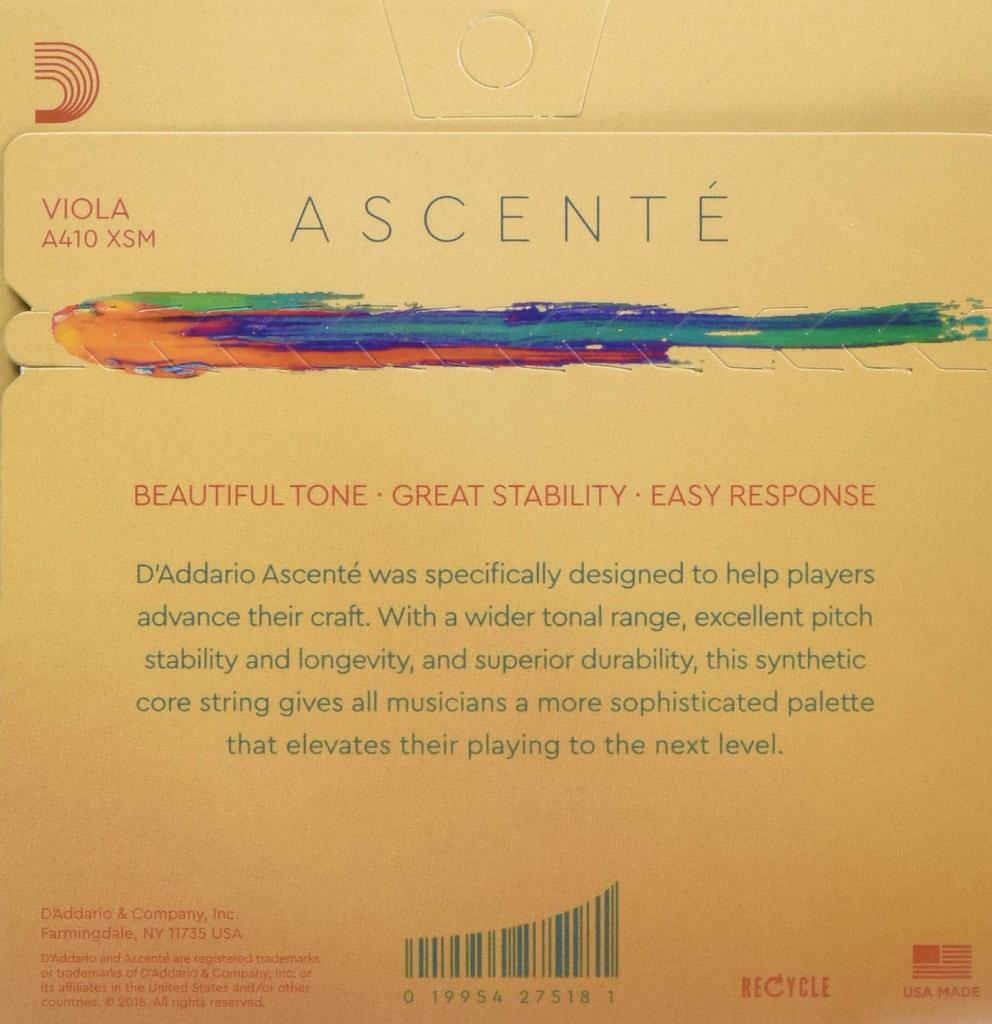 VIOLA
A410 XSM
ASCENTÉ
BEAUTIFUL TONE · GREAT STABILITY · EASY RESPONSE
D'Addario Ascenté was specifically designed to help players
advance their craft. With a wider tonal range, excellent pitch
stability and longevity, and superior durability, this synthetic
core string gives all musicians a more sophisticated palette
that elevates their playing to the next level.
D'Addario & Company, Inc.
Farmingdale, NY 11735 USA
D'Addario and Ascenté are registered trademarks
or trademarks of D'Addario & Company, Inc. or
its affiliates in the United States and/or other
countries. © 2018. All rights reserved.
0 19954 27518 1
RECYCLE
USA MADE